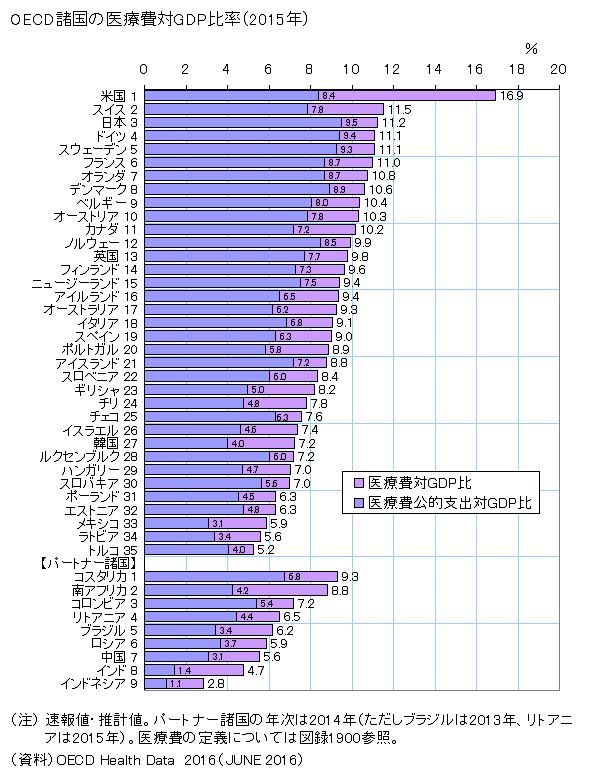 OECD諸国の医療費対GDP比率(2015年)
%
0 2 4 6 8 10 12 14 16 18 20
米国 1 8.4 16.9
スイス 2 7.8 11.5
日本 3 9.5 11.2
ドイツ 4 9.4 11.1
スウェーデン 5 9.3 11.1
フランス 6 8.7 11.0
オランダ 7 8.7 10.8
デンマーク 8 8.9 10.6
ベルギー 9 8.0 10.4
オーストリア 10 7.8 10.3
カナダ 11 7.2 10.2
ノルウェー 12 8.5 9.9
英国 13 7.7 9.8
フィンランド 14 7.3 9.6
ニュージーランド 15 7.5 9.4
アイルランド 16 6.5 9.4
オーストラリア 17 6.2 9.3
イタリア 18 6.8 9.1
スペイン 19 6.3 9.0
ポルトガル 20 5.8 8.9
アイスランド 21 7.2 8.8
スロベニア 22 6.0 8.4
ギリシャ 23 5.0 8.2
チリ 24 4.8 7.8
チェコ 25 6.3 7.6
イスラエル 26 4.6 7.4
韓国 27 4.0 7.2
ルクセンブルク 28 6.0 7.2
ハンガリー 29 4.7 7.0
スロバキア 30 5.6 7.0
ポーランド 31 4.5 6.3
エストニア 32 4.8 6.3
メキシコ 33 3.1 5.9
ラトビア 34 3.4 5.6
トルコ 35 4.0 5.2
医療費対GDP比
医療費公的支出対GDP比
【パートナー諸国】
コスタリカ 1 6.8 9.3
南アフリカ 2 4.2 8.8
コロンビア 3 5.4 7.2
リトアニア 4 4.4 6.5
ブラジル 5 3.4 6.2
ロシア 6 3.7 5.9
中国 7 3.1 5.6
インド 8 1.4 4.7
インドネシア 9 1.1 2.8
(注) 速報値・推計値。パートナー諸国の年次は2014年(ただしブラジルは2013年、リトアニ
アは2015年)。医療費の定義については図録1900参照。
(資料)OECD Health Data 2016(JUNE 2016)